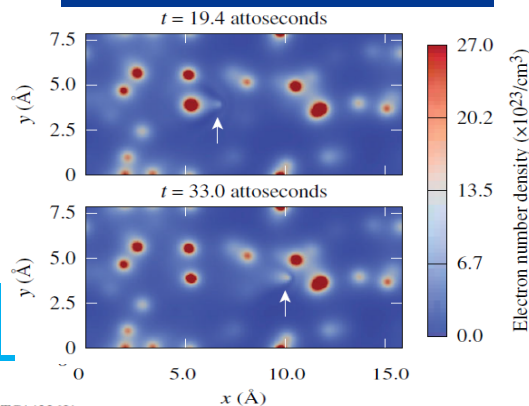 t = 19.4 attoseconds
7.5
5.0
2.5
0
y (Å)
t = 33.0 attoseconds
7.5
5.0
2.5
0
y (Å)
0
5.0
10.0
15.0
x (Å)
27.0
20.2
13.5
6.7
0.0
Electron number density (×10²³/cm³)